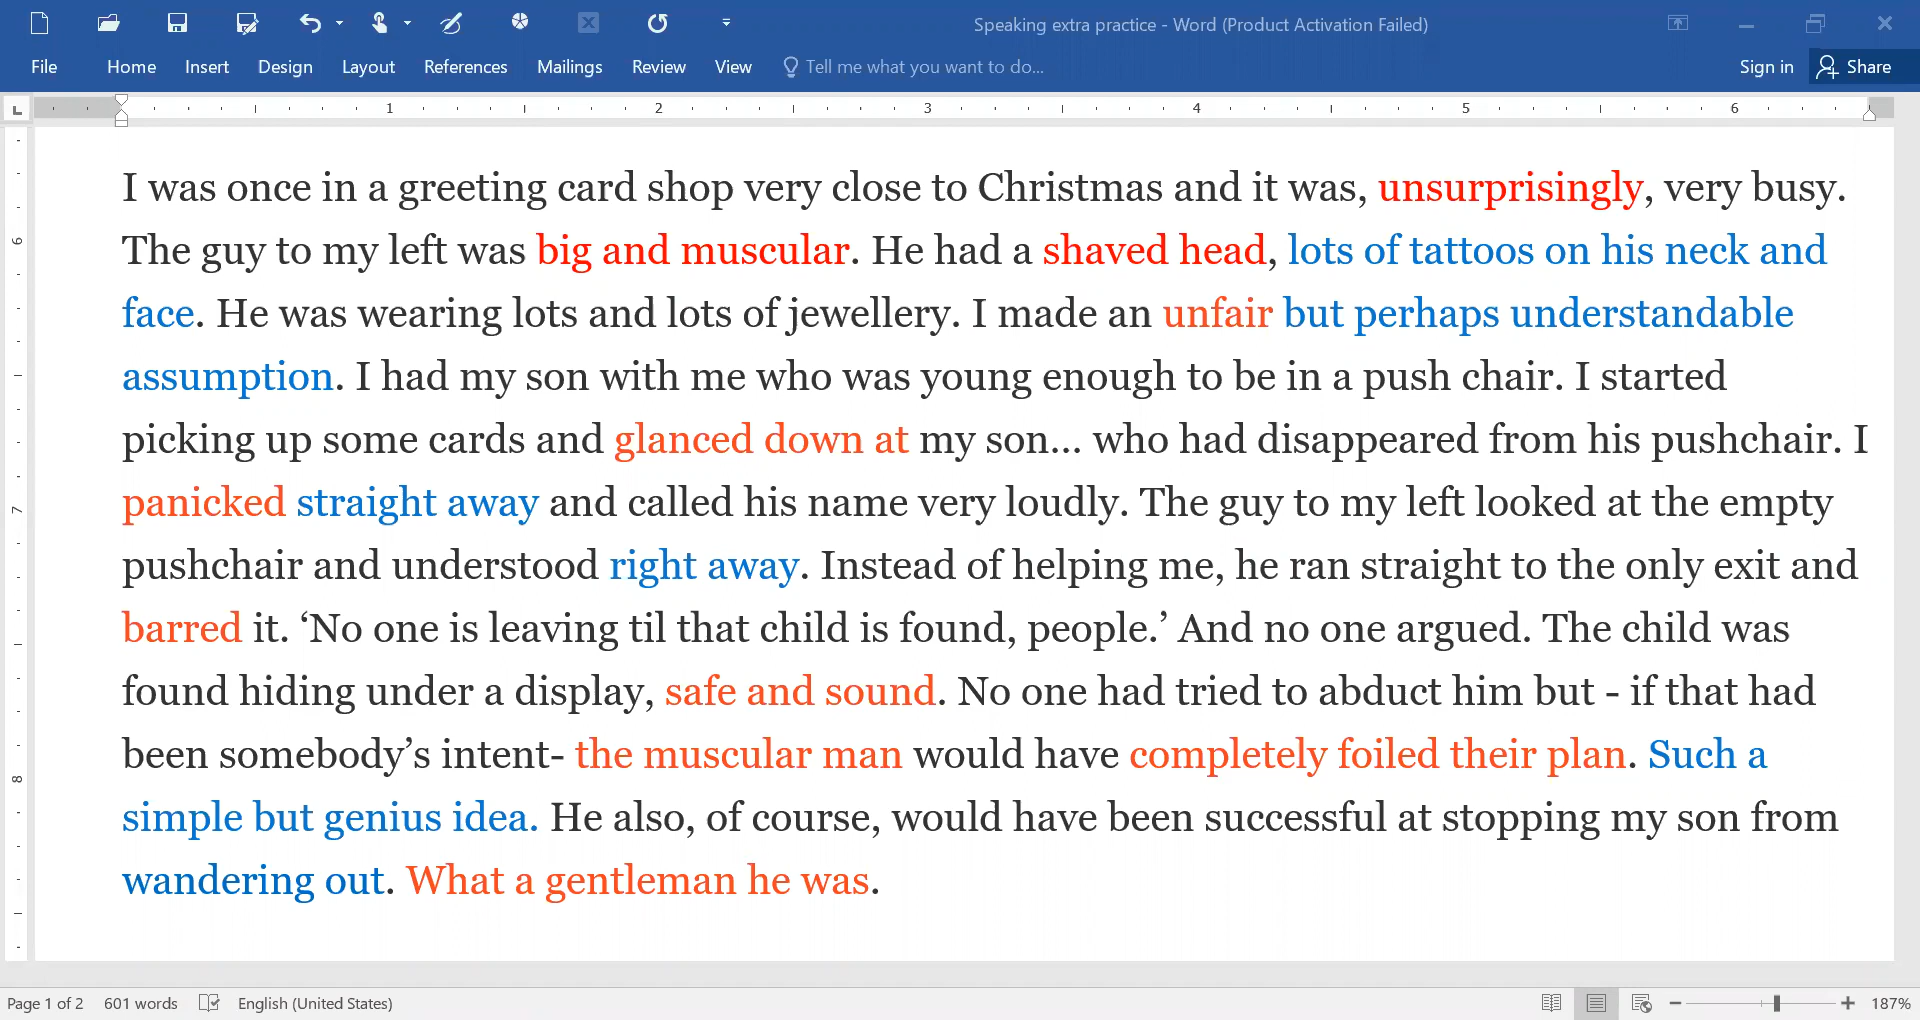 Speaking extra practice - Word (Product Activation Failed)
File Home Insert Design Layout References Mailings Review View Tell me what you want to do... Sign in Share
L 1 2 3 4 5 6
I was once in a greeting card shop very close to Christmas and it was, unsurprisingly, very busy.
The guy to my left was big and muscular. He had a shaved head, lots of tattoos on his neck and
face. He was wearing lots and lots of jewellery. I made an unfair but perhaps understandable
assumption. I had my son with me who was young enough to be in a push chair. I started
picking up some cards and glanced down at my son... who had disappeared from his pushchair. I
panicked straight away and called his name very loudly. The guy to my left looked at the empty
pushchair and understood right away. Instead of helping me, he ran straight to the only exit and
barred it. ‘No one is leaving til that child is found, people.’ And no one argued. The child was
found hiding under a display, safe and sound. No one had tried to abduct him but - if that had
been somebody’s intent- the muscular man would have completely foiled their plan. Such a
simple but genius idea. He also, of course, would have been successful at stopping my son from
wandering out. What a gentleman he was.
6
7
8
Page 1 of 2 601 words English (United States) 187%